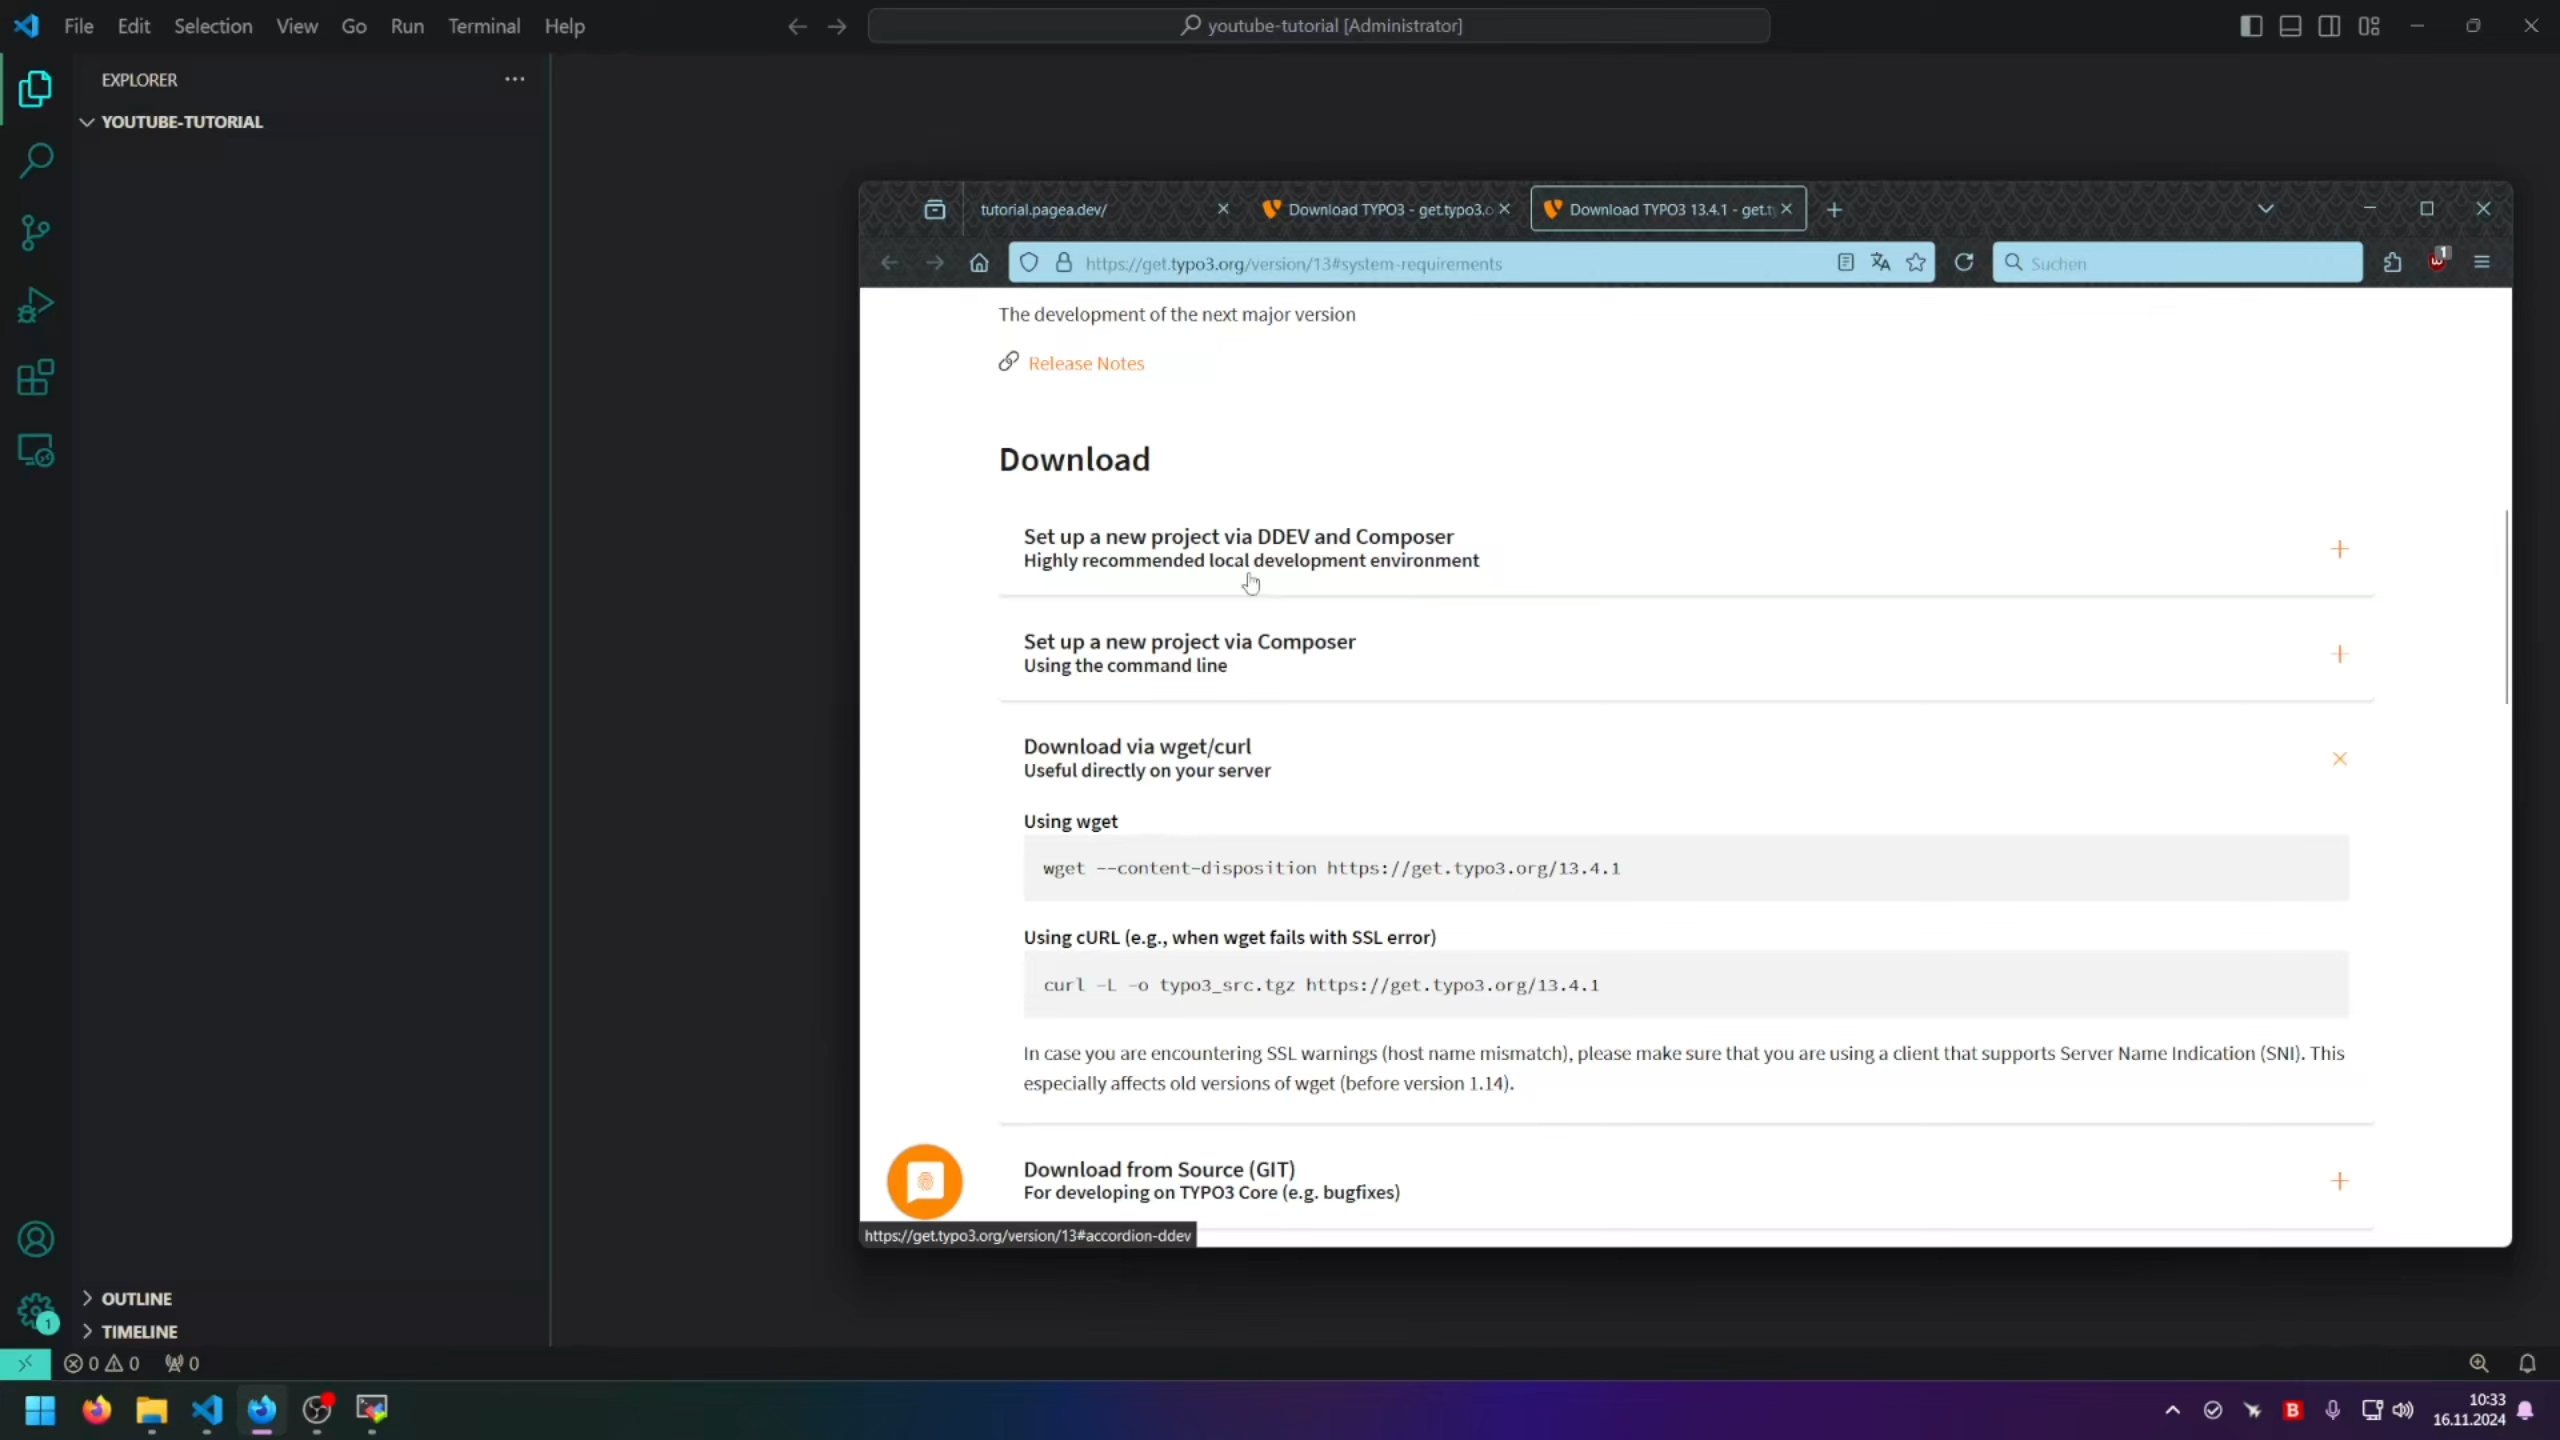 File Edit Selection View Go Run Terminal Help
youtube-tutorial [Administrator]
EXPLORER
YOUTUBE-TUTORIAL
tutorial.pagea.dev/
Download TYPO3 - get.typo3.o
Download TYPO3 13.4.1 - get.t
https://get.typo3.org/version/13#system-requirements
Suchen
1
The development of the next major version
Release Notes
Download
Set up a new project via DDEV and Composer
Highly recommended local development environment
Set up a new project via Composer
Using the command line
Download via wget/curl
Useful directly on your server
Using wget
wget --content-disposition https://get.typo3.org/13.4.1
Using cURL (e.g., when wget fails with SSL error)
curl -L -o typo3_src.tgz https://get.typo3.org/13.4.1
In case you are encountering SSL warnings (host name mismatch), please make sure that you are using a client that supports Server Name Indication (SNI). This
especially affects old versions of wget (before version 1.14).
Download from Source (GIT)
For developing on TYPO3 Core (e.g. bugfixes)
https://get.typo3.org/version/13#accordion-ddev
1
OUTLINE
TIMELINE
0 0 0
B
10:33
16.11.2024